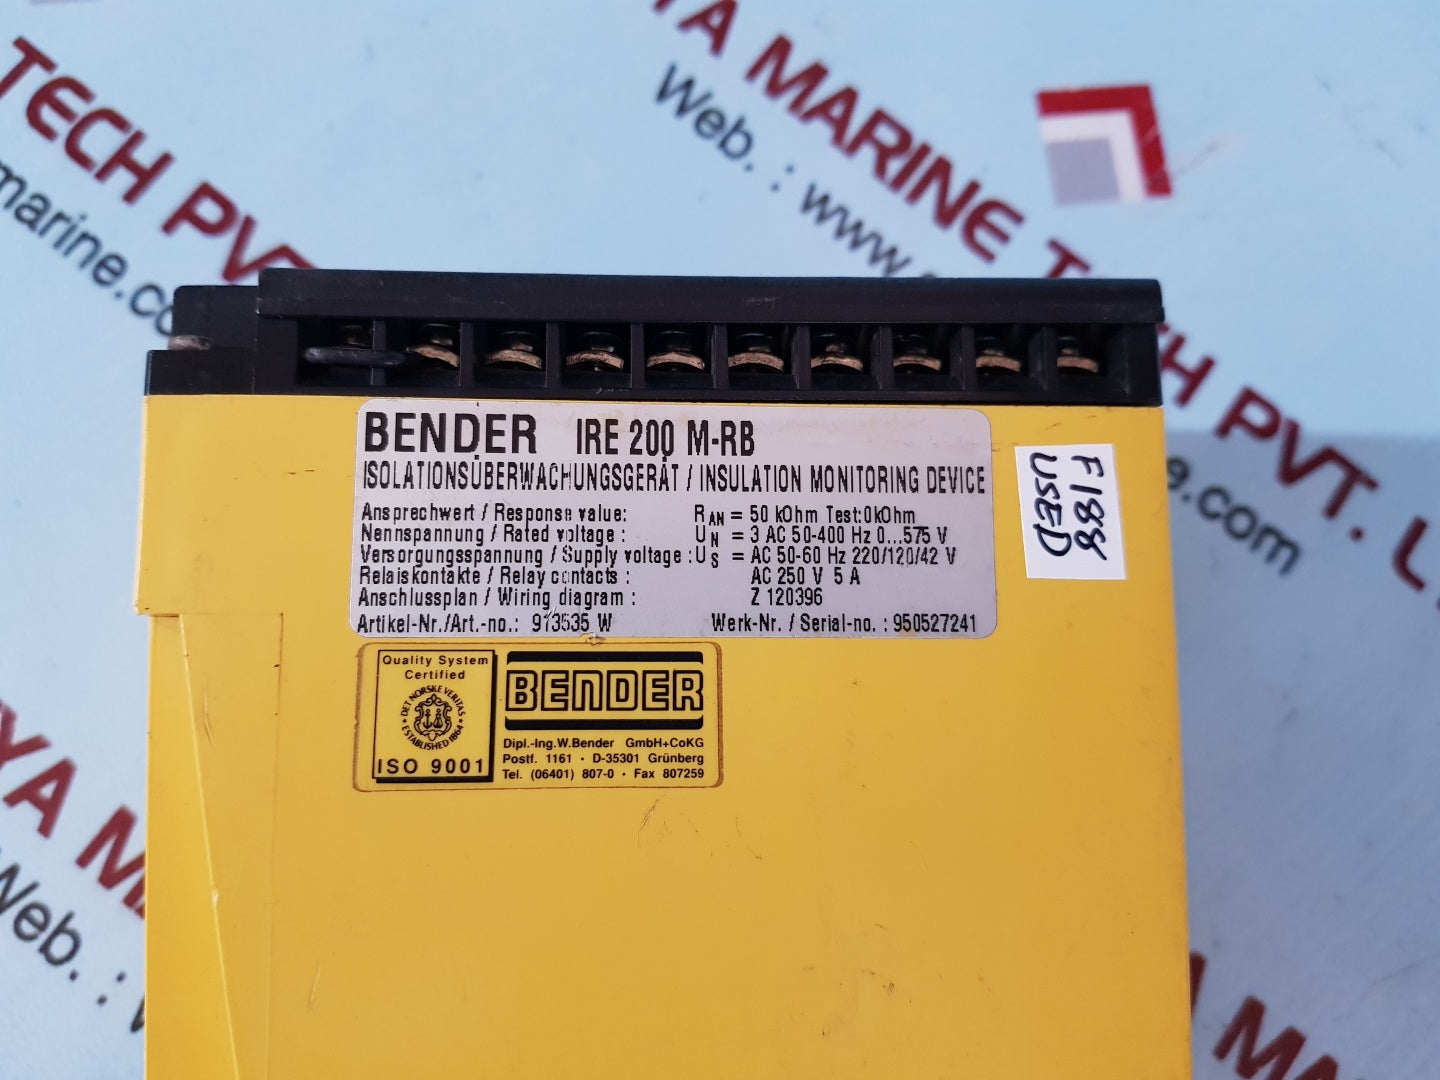 TECH PVT
marine.co
YA MARINE TECH PVT. L
Web. : www.
e.com
BENDER IRE 200 M-RB
ISOLATIONSÜBERWACHUNGSGERÄT / INSULATION MONITORING DEVICE
Ansprechwert / Response value: RAN = 50 kOhm Test:0kOhm
Nennspannung / Rated voltage : UN = 3 AC 50-400 Hz 0...575 V
Versorgungsspannung / Supply voltage : US = AC 50-60 Hz 220/120/42 V
Relaiskontakte / Relay contacts : AC 250 V 5 A
Anschlussplan / Wiring diagram : Z 120396
Artikel-Nr./Art.-no.: 913535 W Werk-Nr. / Serial-no. : 950527241
F1886
USED
Quality System
Certified
DET NORSKE VERITAS
ESTABLISHED 1864
ISO 9001
BENDER
Dipl.-Ing.W.Bender GmbH+CoKG
Postf. 1161 · D-35301 Grünberg
Tel. (06401) 807-0 · Fax 807259
YA M
Web. :
MA